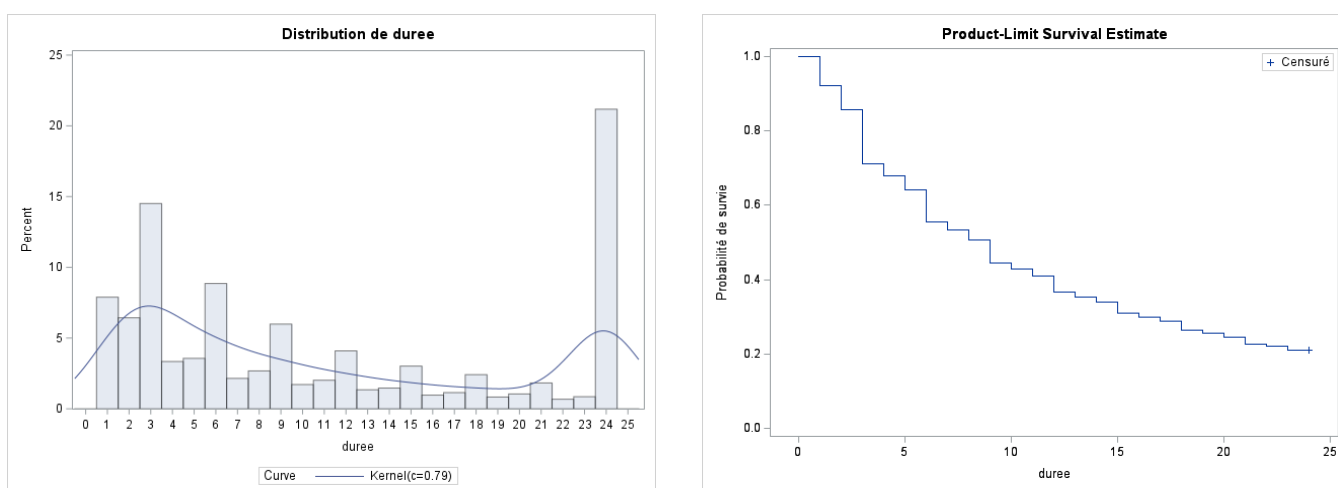 Distribution de duree
25
20
15
10
5
0
Percent
0 1 2 3 4 5 6 7 8 9 10 11 12 13 14 15 16 17 18 19 20 21 22 23 24 25
duree
Curve Kernel(c=0.79)
Product-Limit Survival Estimate
+ Censuré
1.0
0.8
0.6
0.4
0.2
0.0
Probabilité de survie
0 5 10 15 20 25
duree